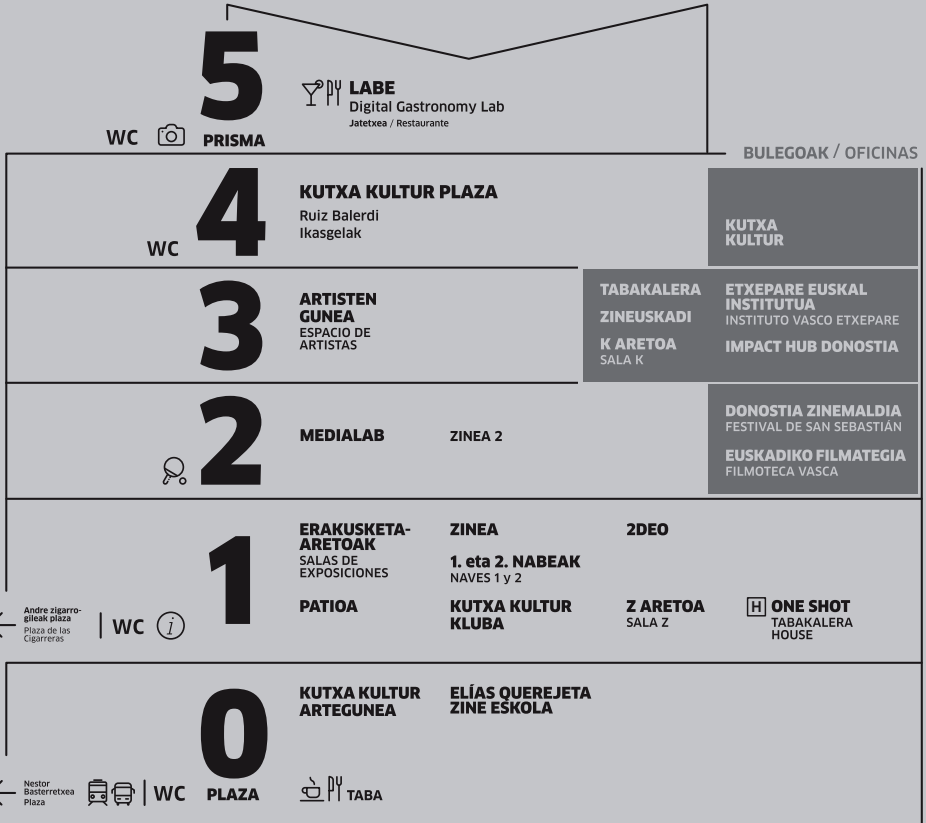 5
LABE
Digital Gastronomy Lab
Jatetxea / Restaurante
WC
PRISMA
BULEGOAK / OFICINAS
4
WC
KUTXA KULTUR PLAZA
Ruiz Balerdi
Ikasgelak
KUTXA
KULTUR
3
ARTISTEN
GUNEA
ESPACIO DE
ARTISTAS
TABAKALERA
ZINEUSKADI
K ARETOA
SALA K
ETXEPARE EUSKAL
INSTITUTUA
INSTITUTO VASCO ETXEPARE
IMPACT HUB DONOSTIA
2
MEDIALAB
ZINEA 2
DONOSTIA ZINEMALDIA
FESTIVAL DE SAN SEBASTIÁN
EUSKADIKO FILMATEGIA
FILMOTECA VASCA
1
Andre zigarro-
gileak plaza
Plaza de las
Cigarreras
WC
i
ERAKUSKETA-
ARETOAK
SALAS DE
EXPOSICIONES
ZINEA
2DEO
1. eta 2. NABEAK
NAVES 1 y 2
PATIOA
KUTXA KULTUR
KLUBA
Z ARETOA
SALA Z
H ONE SHOT
TABAKALERA
HOUSE
0
KUTXA KULTUR
ARTEGUNEA
ELÍAS QUEREJETA
ZINE ESKOLA
Nestor
Basterretxea
Plaza
WC
PLAZA
TABA